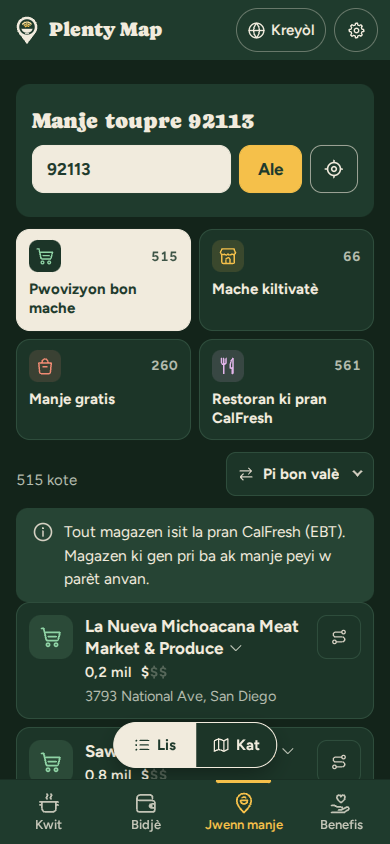 Plenty Map
Kreyòl
Manje toupre 92113
92113
Ale
515
Pwovizyon bon
mache
66
Mache kiltivatè
260
Manje gratis
561
Restoran ki pran
CalFresh
515 kote
Pi bon valè
Tout magazen isit la pran CalFresh (EBT).
Magazen ki gen pri ba ak manje peyi w
parèt anvan.
La Nueva Michoacana Meat
Market & Produce
0,2 mil $$$
3793 National Ave, San Diego
0,8 mil $$$
Lis
Kat
Kwit
Bidjè
Jwenn manje
Benefis